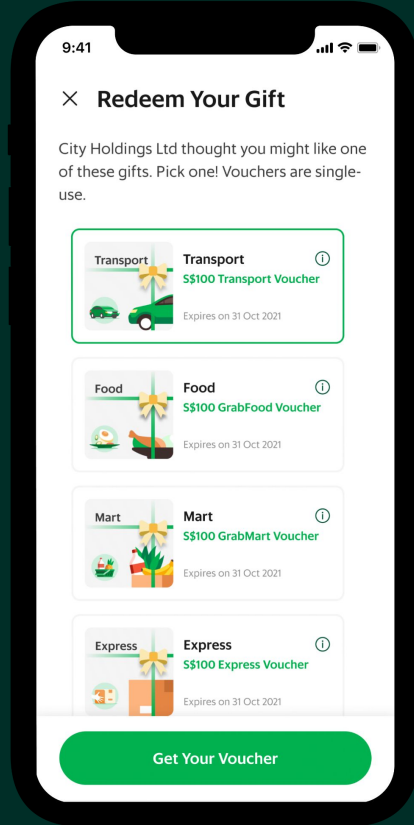 9:41
Redeem Your Gift
City Holdings Ltd thought you might like one
of these gifts. Pick one! Vouchers are single-
use.
Transport
Transport
S$100 Transport Voucher
Expires on 31 Oct 2021
Food
Food
S$100 GrabFood Voucher
Expires on 31 Oct 2021
Mart
Mart
S$100 GrabMart Voucher
Expires on 31 Oct 2021
Express
Express
S$100 Express Voucher
Expires on 31 Oct 2021
Get Your Voucher